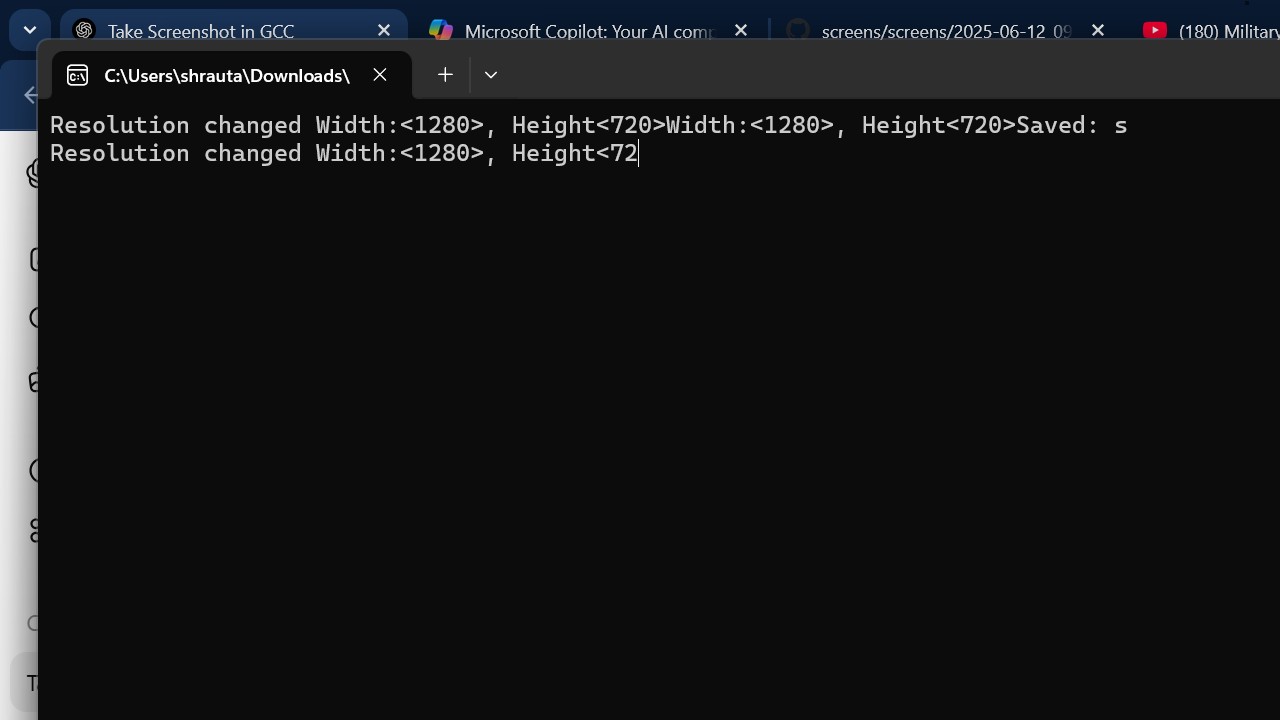 Take Screenshot in GCC
Microsoft Copilot: Your AI comp
screens/screens/2025-06-12_09
(180) Military
C:\Users\shrauta\Downloads\
Resolution changed Width:<1280>, Height<720>Width:<1280>, Height<720>Saved: s
Resolution changed Width:<1280>, Height<72